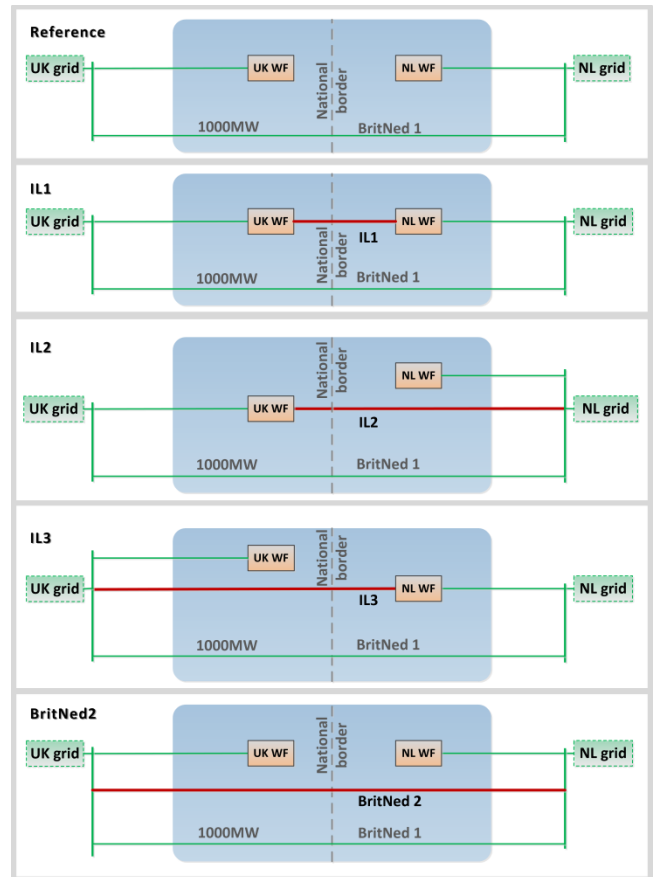 Reference
UK grid
UK WF
National
border
NL WF
NL grid
1000MW
BritNed 1
IL1
UK grid
UK WF
National
border
IL1
NL WF
NL grid
1000MW
BritNed 1
IL2
National
border
NL WF
UK grid
UK WF
IL2
NL grid
1000MW
BritNed 1
IL3
UK WF
National
border
UK grid
IL3
NL WF
NL grid
1000MW
BritNed 1
BritNed2
UK grid
UK WF
National
border
NL WF
NL grid
BritNed 2
1000MW
BritNed 1